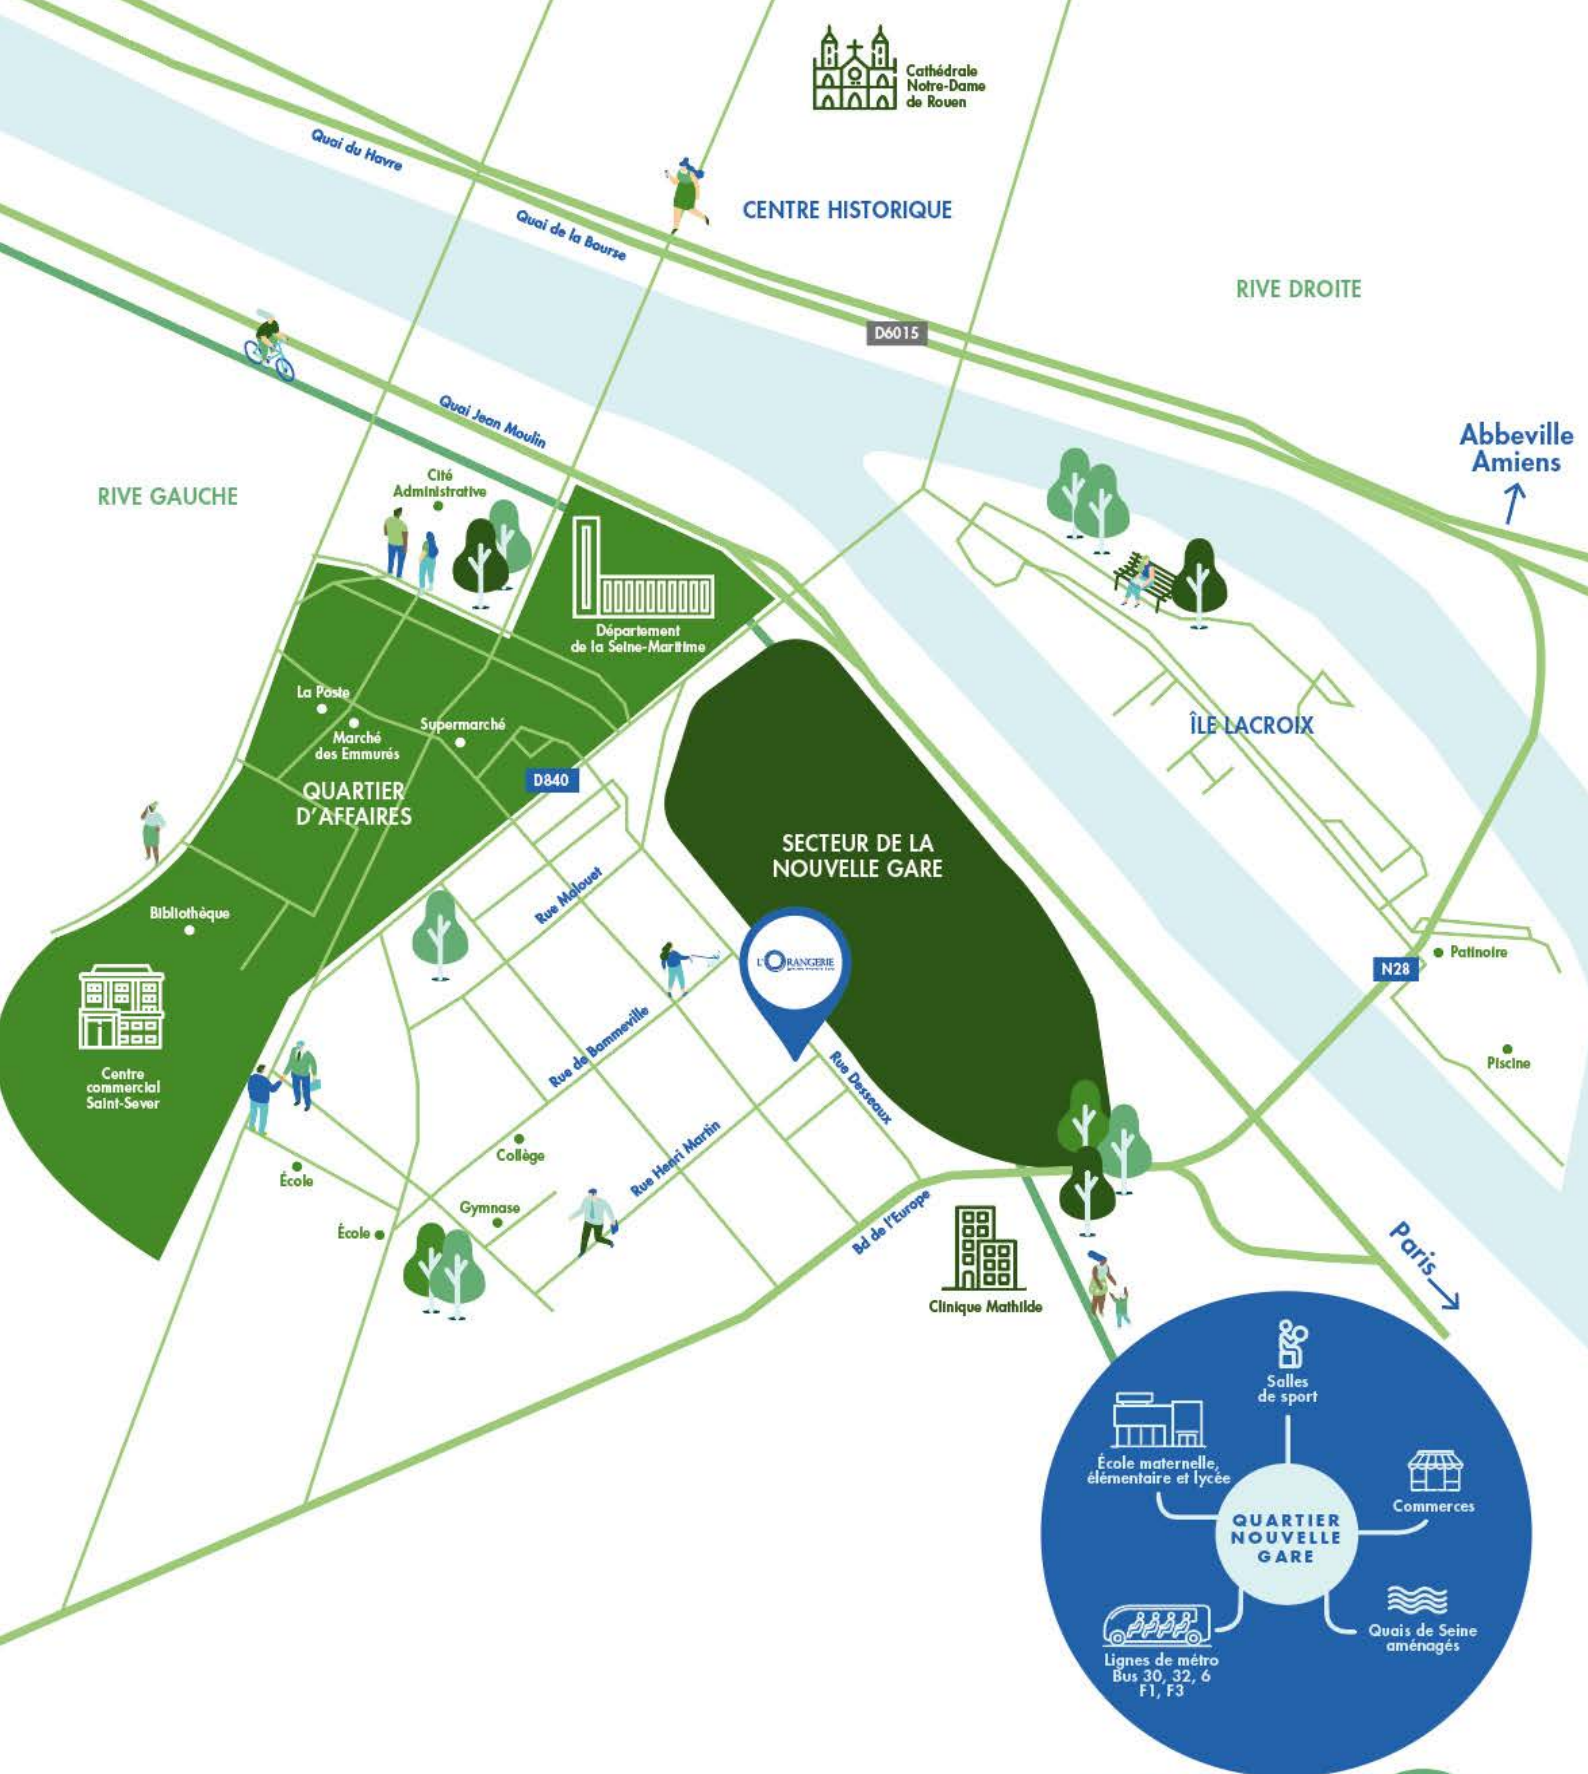 Cathédrale
Notre-Dame
de Rouen
Quai du Havre
CENTRE HISTORIQUE
Quai de la Bourse
RIVE DROITE
D6015
Quai Jean Moulin
Abbeville
Amiens
RIVE GAUCHE
Cité
Administrative
Département
de la Seine-Maritime
La Poste
Marché
des Emmurés
Supermarché
ÎLE LACROIX
D840
QUARTIER
D'AFFAIRES
SECTEUR DE LA
NOUVELLE GARE
Rue Malouet
Bibliothèque
L'ORANGERIE
Patinoire
N28
Rue de Bammeville
Piscine
Rue Desseaux
Centre
commercial
Saint-Sever
Collège
Rue Henri Martin
École
Gymnase
École
Bd de l'Europe
Paris
Clinique Mathilde
Salles
de sport
École maternelle,
élémentaire et lycée
Commerces
QUARTIER
NOUVELLE
GARE
Quais de Seine
aménagés
Lignes de métro
Bus 30, 32, 6
F1, F3